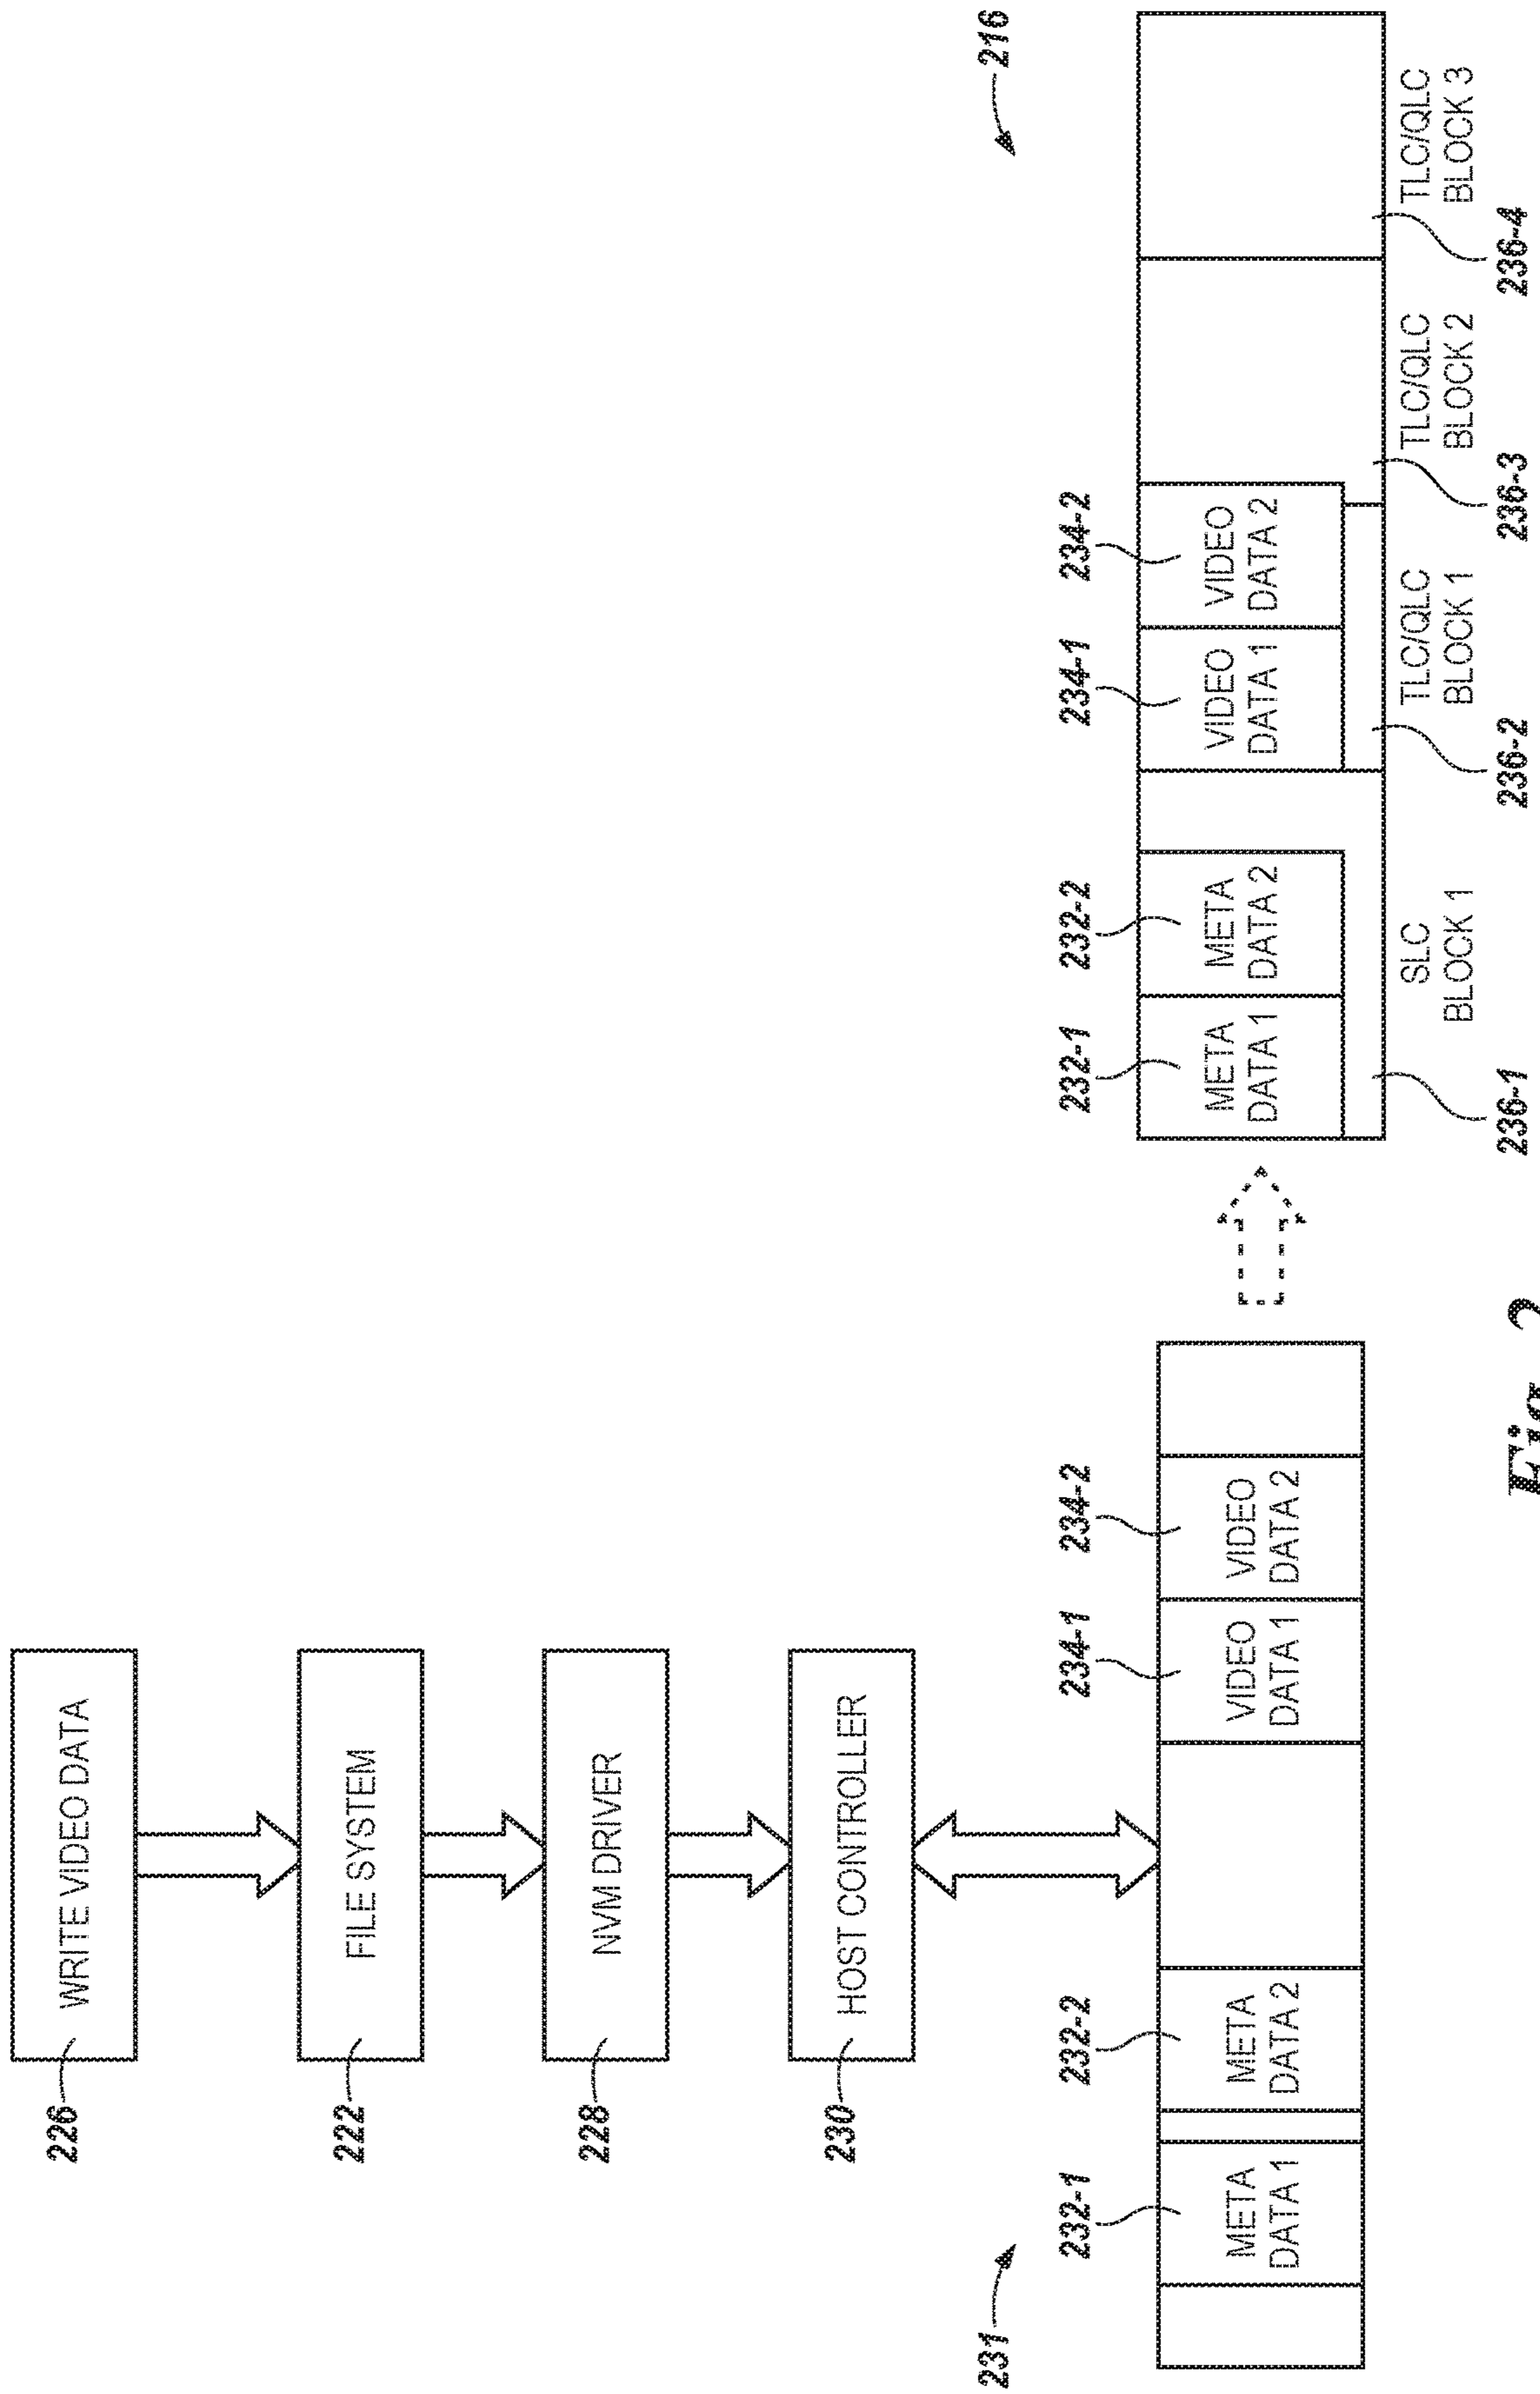 226
WRITE VIDEO DATA
222
FILE SYSTEM
228
NVM DRIVER
230
HOST CONTROLLER
231
232-1
232-2
234-1
234-2
META
DATA 1
META
DATA 2
VIDEO
DATA 1
VIDEO
DATA 2
216
232-1
232-2
234-1
234-2
META
DATA 1
META
DATA 2
VIDEO
DATA 1
VIDEO
DATA 2
SLC
BLOCK 1
TLC/QLC
BLOCK 1
TLC/QLC
BLOCK 2
TLC/QLC
BLOCK 3
236-1
236-2
236-3
236-4
Fig. 2